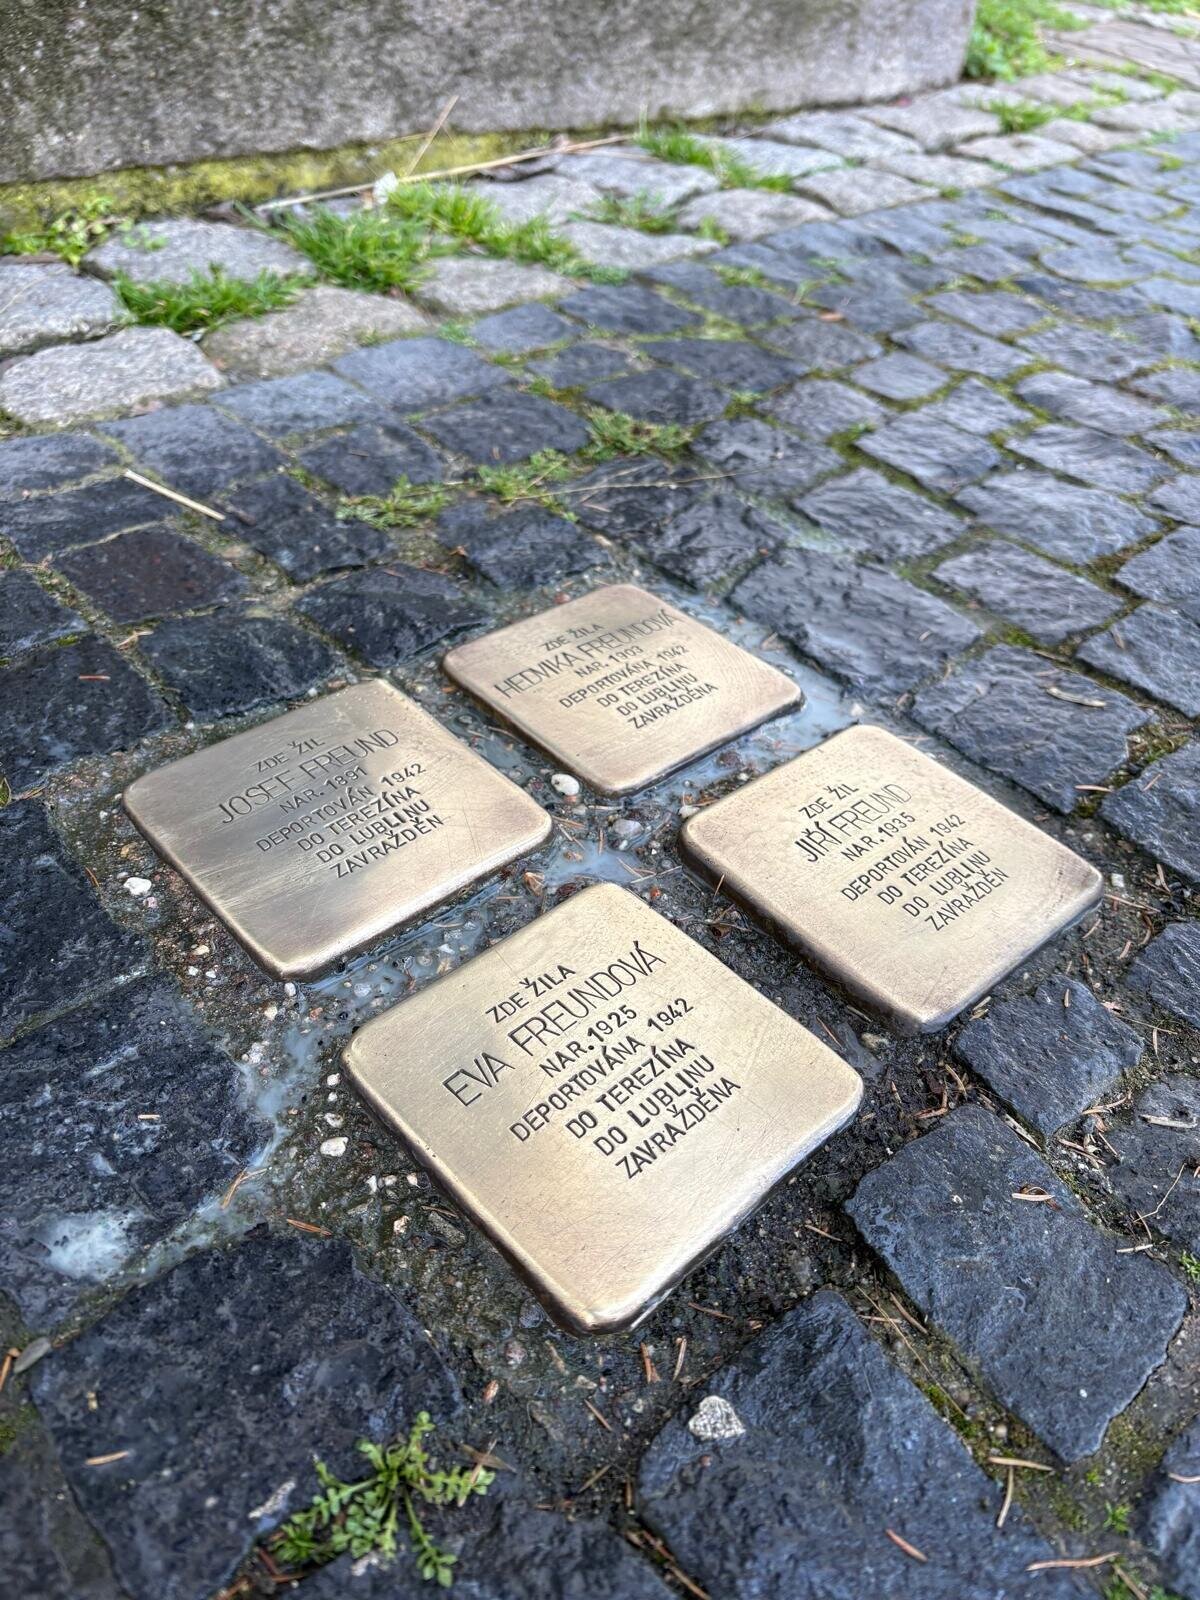 ZDE ŽILA
HEDVIKA FREUNDOVÁ
NAR. 1903
DEPORTOVÁNA 1942
DO TEREZÍNA
DO LUBLINU
ZAVRAŽDĚNA
ZDE ŽIL
JOSEF FREUND
NAR. 1891
DEPORTOVÁN 1942
DO TEREZÍNA
DO LUBLINU
ZAVRAŽDĚN
ZDE ŽIL
JIŘÍ FREUND
NAR. 1935
DEPORTOVÁN 1942
DO TEREZÍNA
DO LUBLINU
ZAVRAŽDĚN
ZDE ŽILA
EVA FREUNDOVÁ
NAR. 1925
DEPORTOVÁNA 1942
DO TEREZÍNA
DO LUBLINU
ZAVRAŽDĚNA